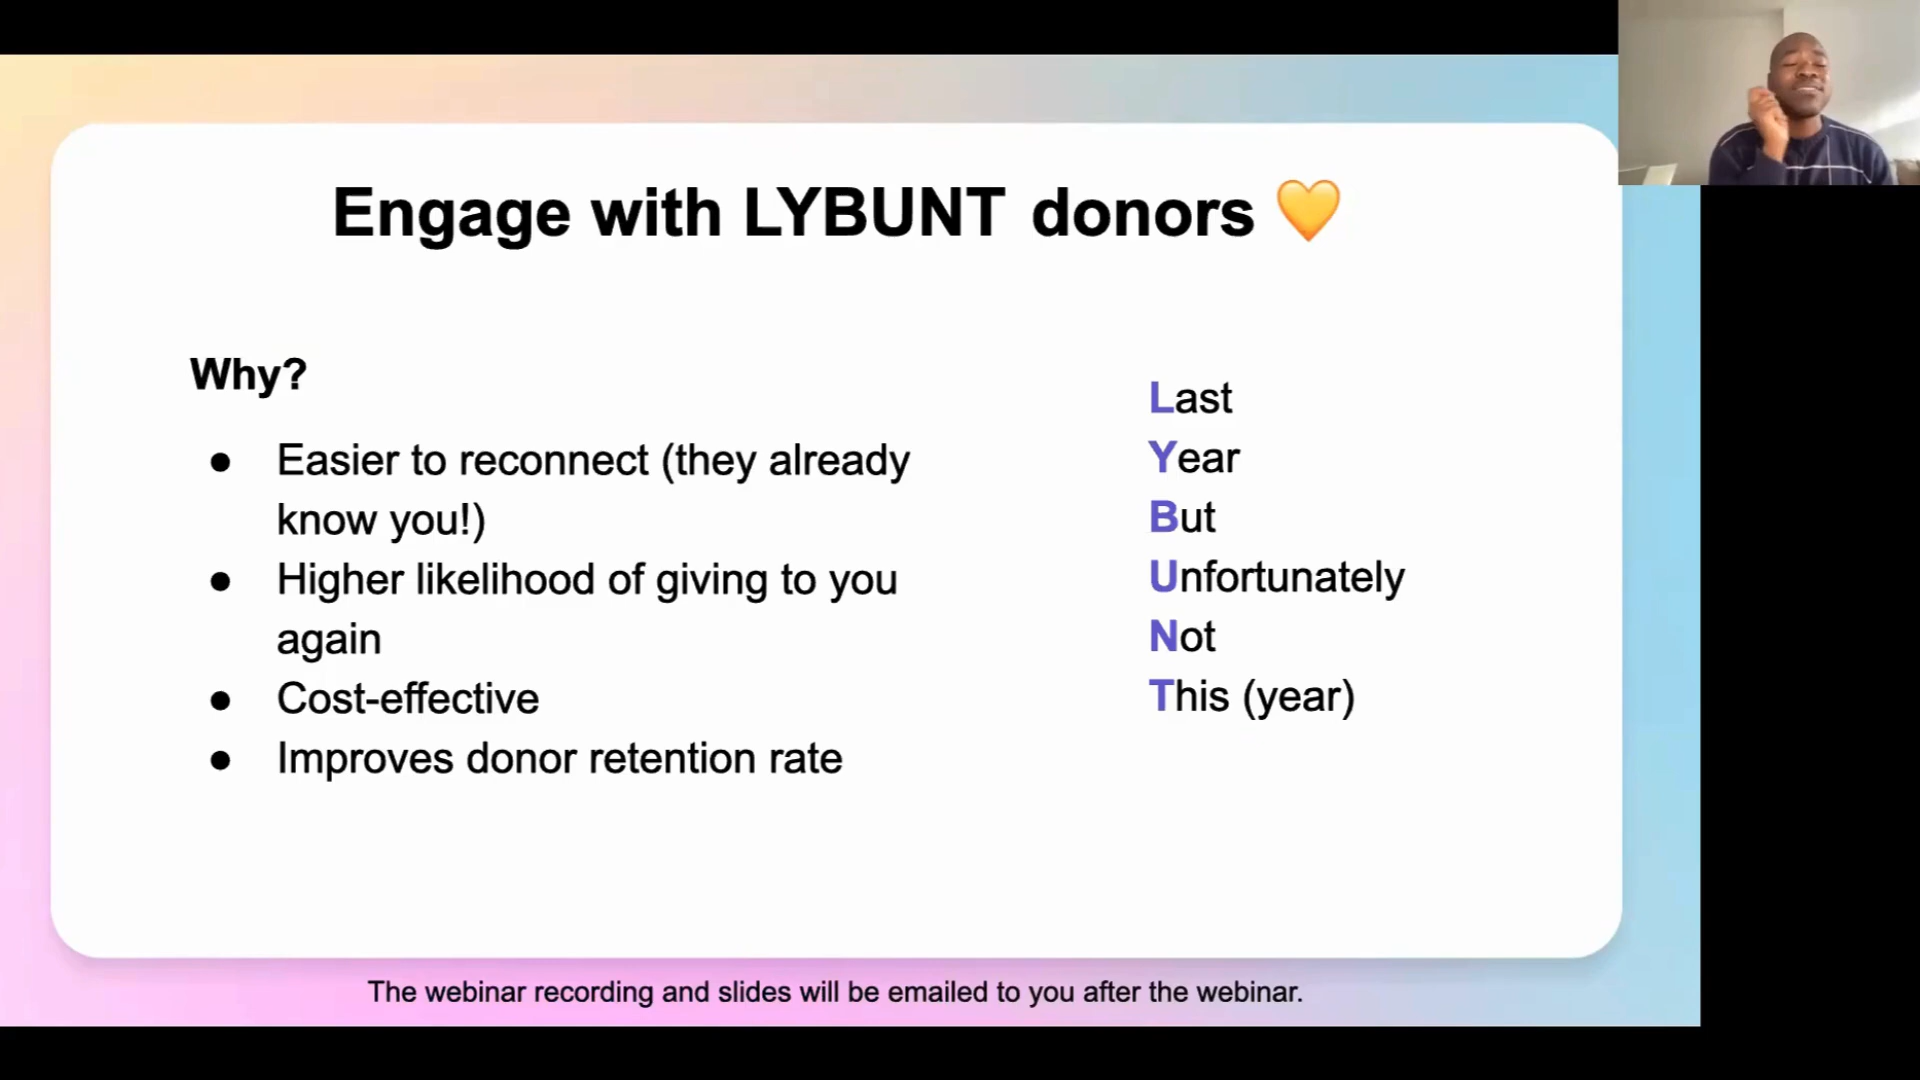 Engage with LYBUNT donors 💛
Why?
● Easier to reconnect (they already
know you!)
● Higher likelihood of giving to you
again
● Cost-effective
● Improves donor retention rate
Last
Year
But
Unfortunately
Not
This (year)
The webinar recording and slides will be emailed to you after the webinar.